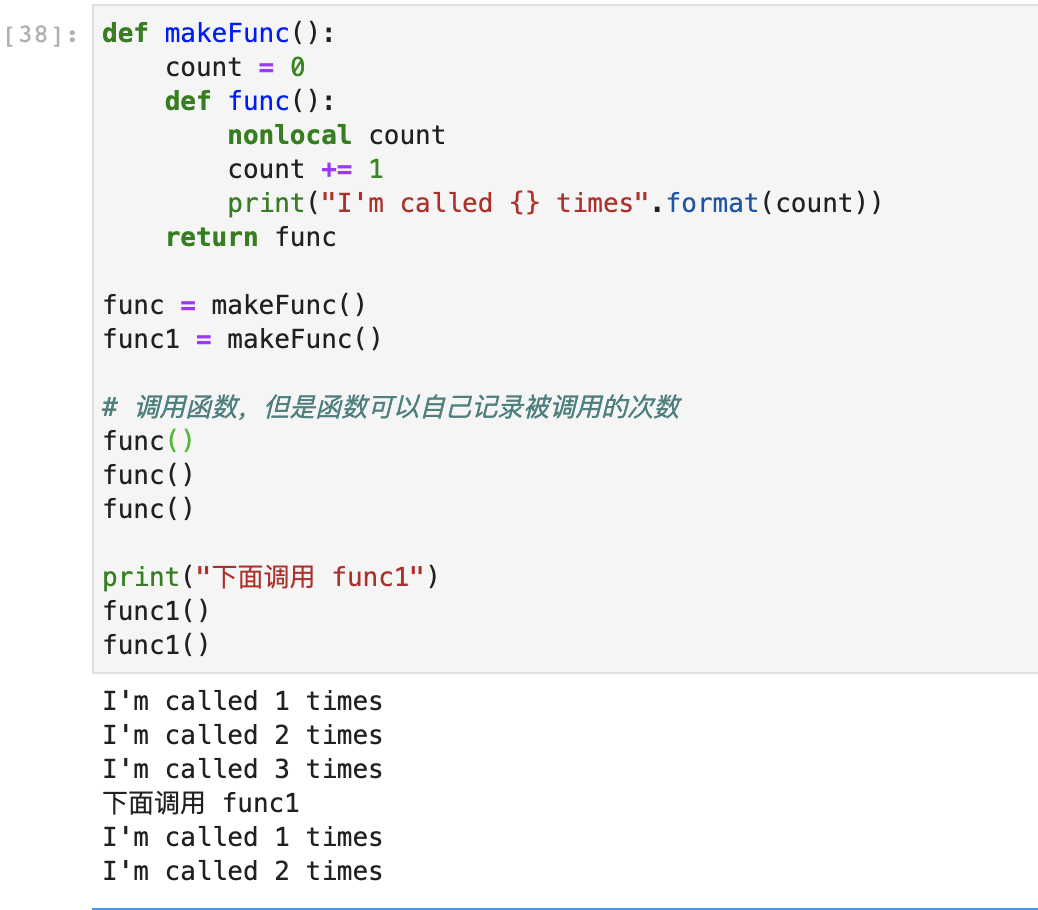 [38]:
def makeFunc():
    count = 0
    def func():
        nonlocal count
        count += 1
        print("I'm called {} times".format(count))
    return func

func = makeFunc()
func1 = makeFunc()

# 调用函数，但是函数可以自己记录被调用的次数
func()
func()
func()

print("下面调用 func1")
func1()
func1()
I'm called 1 times
I'm called 2 times
I'm called 3 times
下面调用 func1
I'm called 1 times
I'm called 2 times